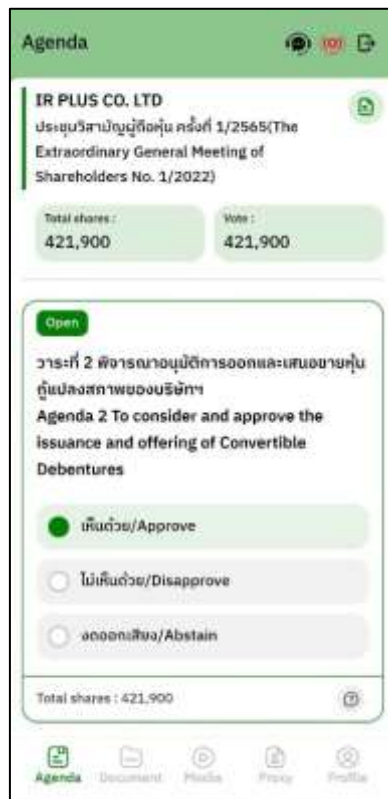 Agenda
IR PLUS CO. LTD
ประชุมวิสามัญผู้ถือหุ้น ครั้งที่ 1/2565(The
Extraordinary General Meeting of
Shareholders No. 1/2022)
Total shares :
421,900
Vote :
421,900
Open
วาระที่ 2 พิจารณาอนุมัติการออกและเสนอขายหุ้น
กู้แปลงสภาพของบริษัทฯ
Agenda 2 To consider and approve the
issuance and offering of Convertible
Debentures
เห็นด้วย/Approve
ไม่เห็นด้วย/Disapprove
งดออกเสียง/Abstain
Total shares : 421,900
Agenda Document Media Proxy Profile